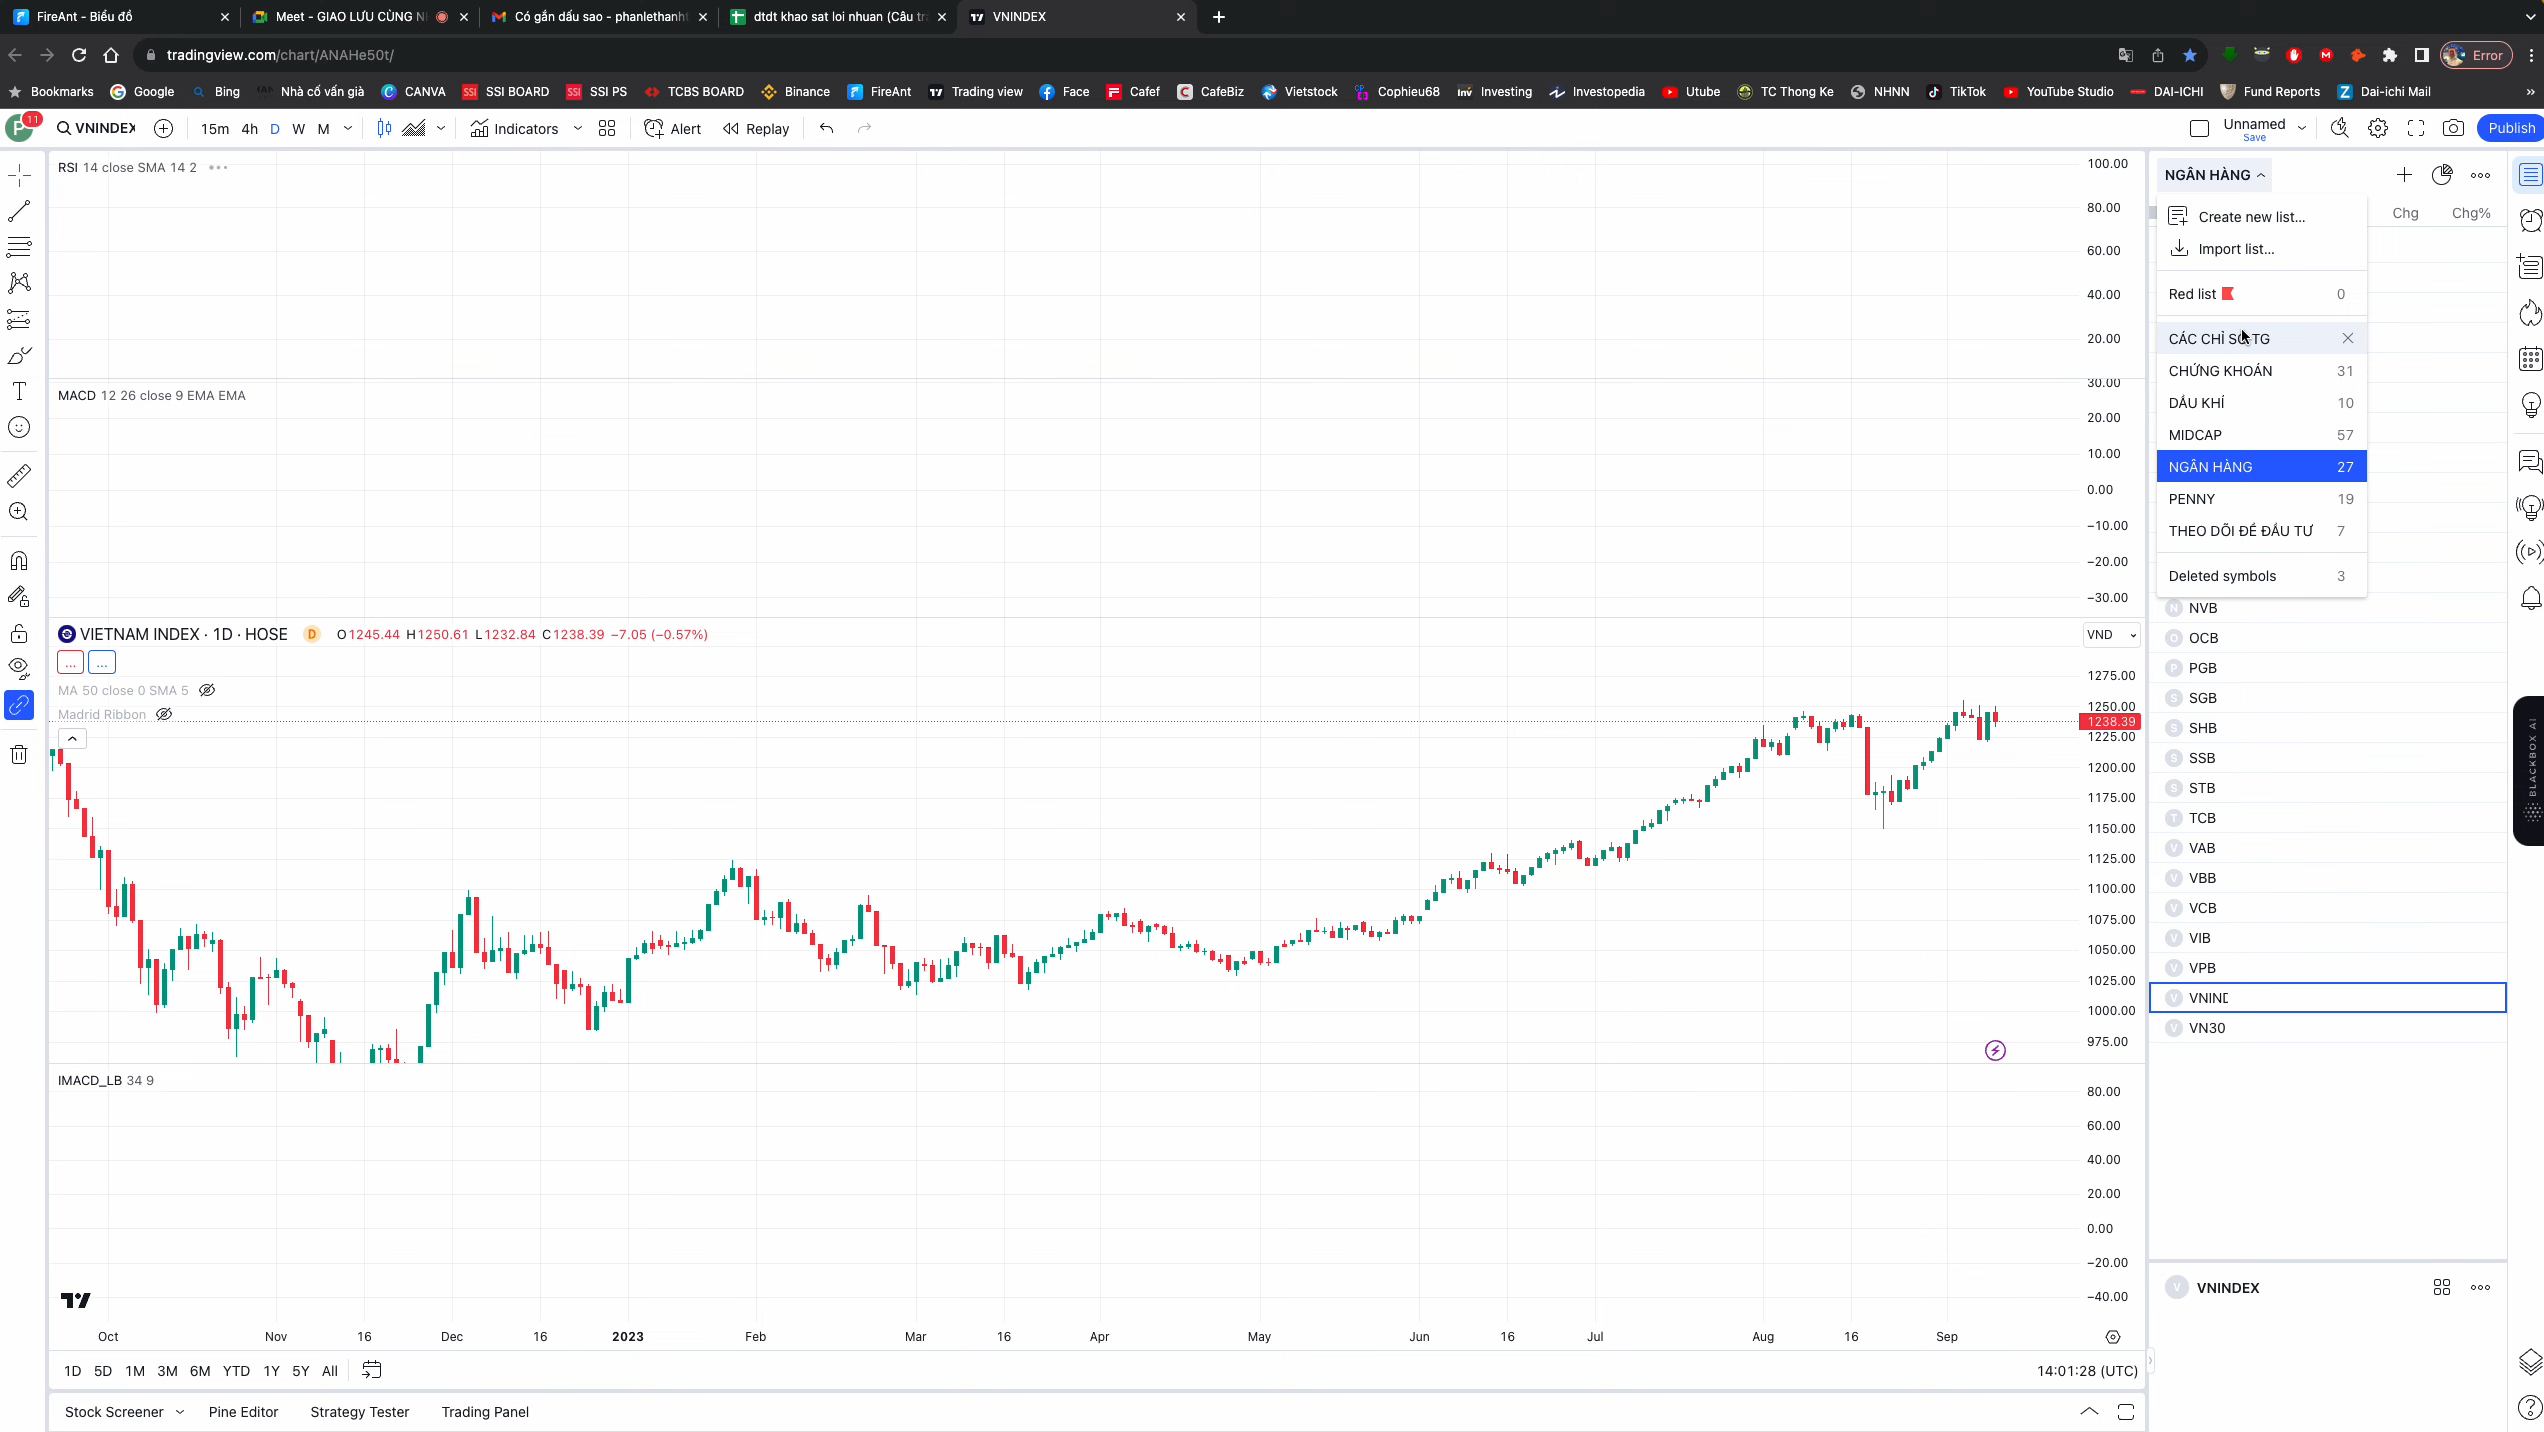 FireAnt - Biểu đồ
Meet - GIAO LƯU CÙNG N
Có gắn dấu sao - phanlethanht
dtdt khao sat loi nhuan (Câu tr
VNINDEX
tradingview.com/chart/ANAHe50t/
Error
Bookmarks Google Bing Nhà cố vấn già CANVA SSI BOARD SSI PS TCBS BOARD Binance FireAnt Trading view Face Cafef CafeBiz Vietstock Cophieu68 Investing Investopedia Utube TC Thong Ke NHNN TikTok YouTube Studio DAI-ICHI Fund Reports Dai-ichi Mail »
P 11 VNINDEX 15m 4h D W M Indicators Alert Replay Unnamed Save Publish
RSI 14 close SMA 14 2
100.00
80.00
60.00
40.00
20.00
MACD 12 26 close 9 EMA EMA
30.00
20.00
10.00
0.00
−10.00
−20.00
−30.00
VIETNAM INDEX · 1D · HOSE D O1245.44 H1250.61 L1232.84 C1238.39 −7.05 (−0.57%)
VND
... ...
MA 50 close 0 SMA 5
Madrid Ribbon
1275.00
1250.00
1238.39
1225.00
1200.00
1175.00
1150.00
1125.00
1100.00
1075.00
1050.00
1025.00
1000.00
975.00
IMACD_LB 34 9
80.00
60.00
40.00
20.00
0.00
−20.00
−40.00
Oct Nov 16 Dec 16 2023 Feb Mar 16 Apr May Jun 16 Jul Aug 16 Sep
1D 5D 1M 3M 6M YTD 1Y 5Y All
14:01:28 (UTC)
Stock Screener Pine Editor Strategy Tester Trading Panel
NGÂN HÀNG
Chg Chg%
Create new list...
Import list...
Red list 0
CÁC CHỈ SỐ TG
CHỨNG KHOÁN 31
DẦU KHÍ 10
MIDCAP 57
NGÂN HÀNG 27
PENNY 19
THEO DÕI ĐỂ ĐẦU TƯ 7
Deleted symbols 3
N NVB
O OCB
P PGB
S SGB
S SHB
S SSB
S STB
T TCB
V VAB
V VBB
V VCB
V VIB
V VPB
V VNIND
V VN30
V VNINDEX
BLACKBOX AI